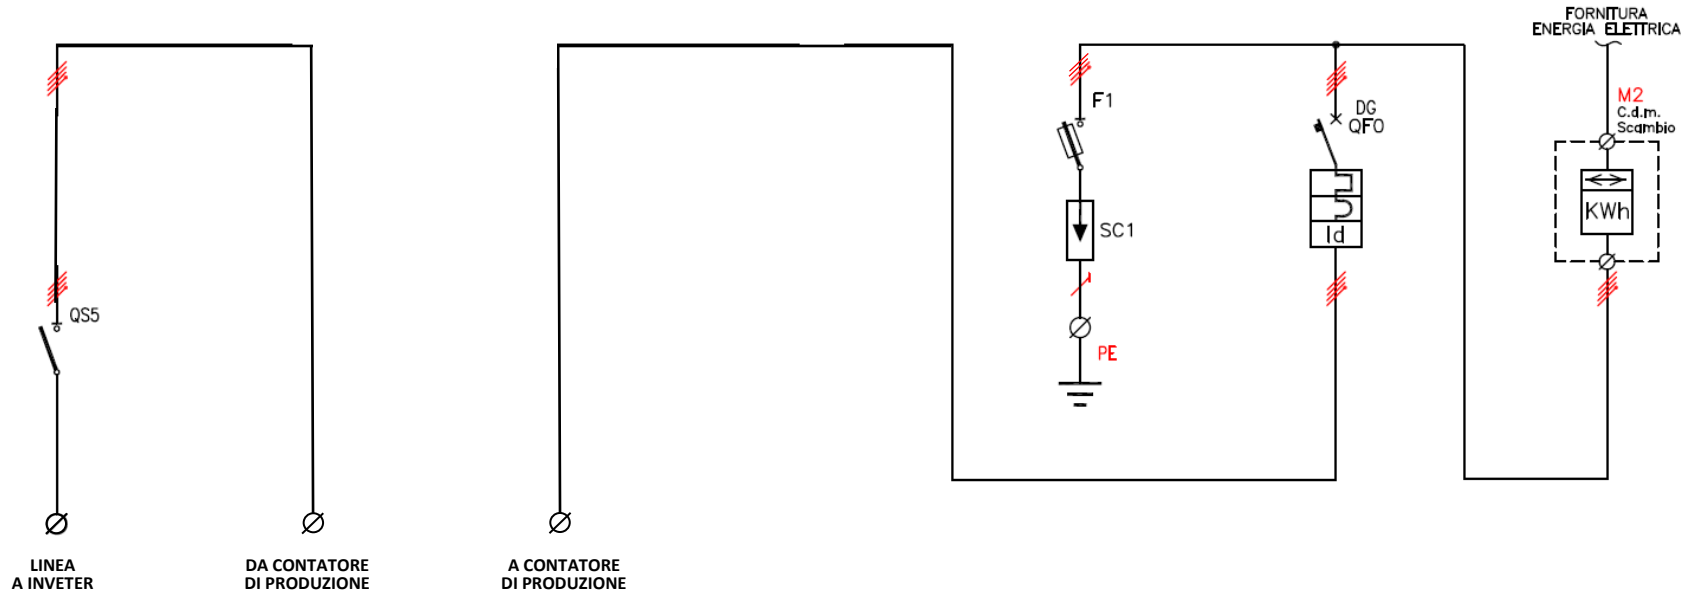 FORNITURA
ENERGIA ELETTRICA
M2
C.d.m.
Scambio
KWh
F1
DG
QF0
SC1
Id
QS5
PE
LINEA
A INVETER
DA CONTATORE
DI PRODUZIONE
A CONTATORE
DI PRODUZIONE